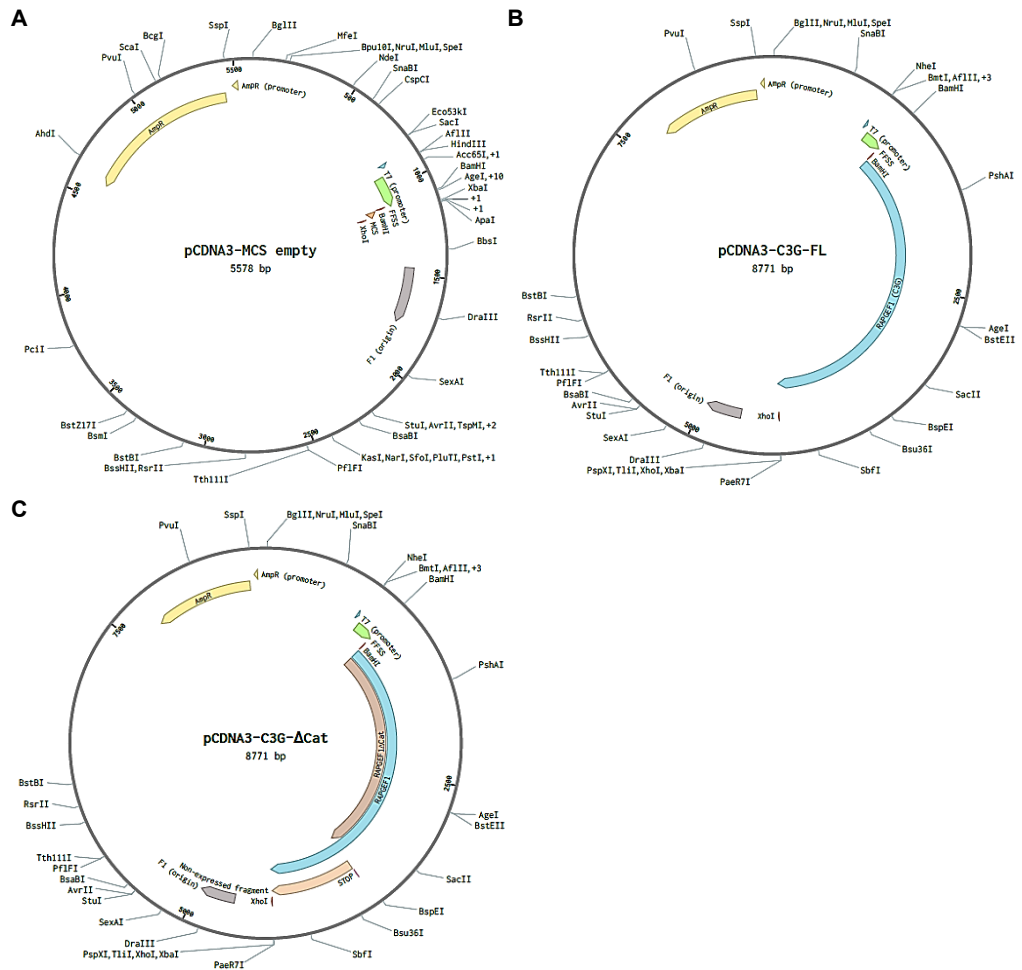 A
SspI
BglII
BcgI
MfeI
ScaI
Bpu10I,NruI,MluI,SpeI
PvuI
NdeI
SnaBI
CspCI
5500
500
AmpR (promoter)
5000
AmpR
Eco53kI
SacI
AflII
HindIII
Acc65I,+1
AhdI
1000
BamHI
AgeI,+10
XbaI
+1
+1
ApaI
4500
T7 (promoter)
FFSS
BamHI
MCS
XhoI
pCDNA3-MCS empty
5578 bp
BbsI
1500
4000
DraIII
F1 (origin)
PciI
2000
SexAI
3500
BstZ17I
BsmI
StuI,AvrII,TspMI,+2
BsaBI
3000
2500
BstBI
BssHII,RsrII
KasI,NarI,SfoI,PluTI,PstI,+1
PflFI
Tth111I
B
SspI
BglII,NruI,MluI,SpeI
PvuI
SnaBI
NheI
BmtI,AflII,+3
BamHI
AmpR (promoter)
AmpR
7500
T7 (promoter)
FFSS
BamHI
PshAI
pCDNA3-C3G-FL
8771 bp
RAPGEF1 (C3G)
2500
BstBI
RsrII
BssHII
AgeI
BstEII
Tth111I
PflFI
BsaBI
AvrII
StuI
F1 (origin)
XhoI
SacII
5000
SexAI
BspEI
Bsu36I
DraIII
PspXI,TliI,XhoI,XbaI
PaeR7I
SbfI
C
SspI
BglII,NruI,MluI,SpeI
PvuI
SnaBI
NheI
BmtI,AflII,+3
BamHI
AmpR (promoter)
AmpR
7500
T7 (promoter)
FFSS
BamHI
PshAI
pCDNA3-C3G-ΔCat
8771 bp
RAPGEF1ΔCat
RAPGEF1
2500
BstBI
RsrII
BssHII
AgeI
BstEII
Tth111I
PflFI
BsaBI
AvrII
StuI
Non-expressed fragment
F1 (origin)
XhoI
STOP
SacII
5000
SexAI
BspEI
Bsu36I
DraIII
PspXI,TliI,XhoI,XbaI
PaeR7I
SbfI